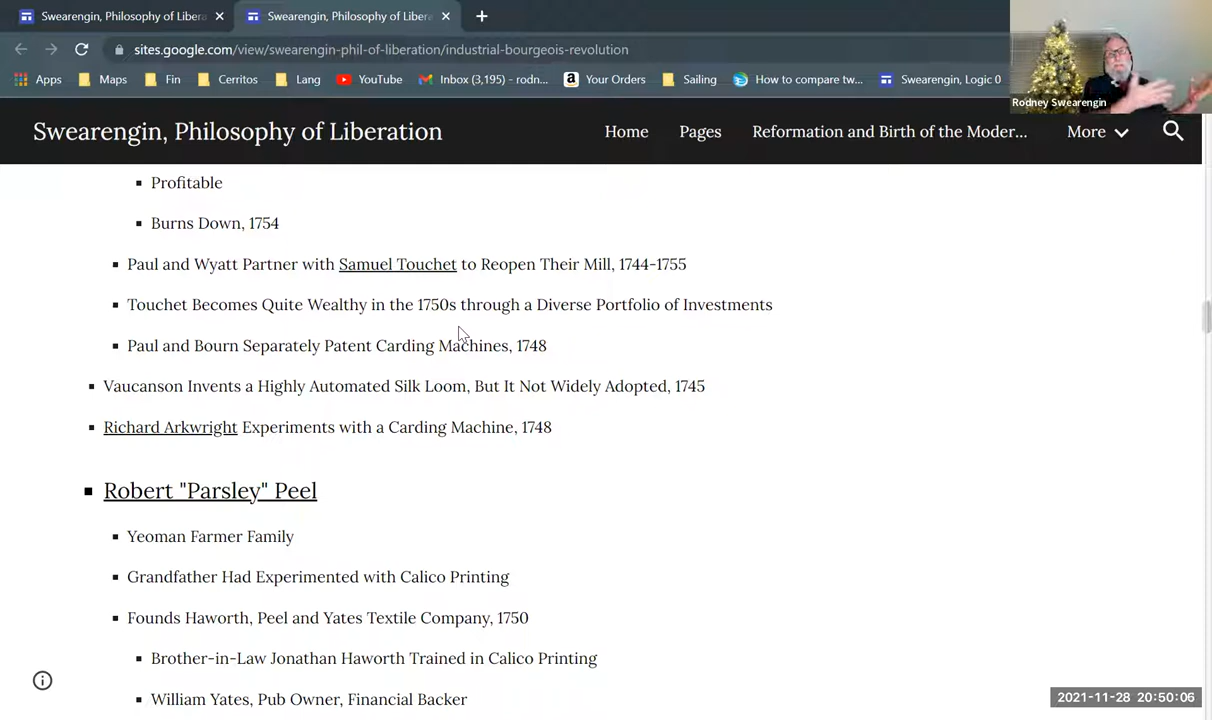 Swearengin, Philosophy of Libera
Swearengin, Philosophy of Libera
sites.google.com/view/swearengin-phil-of-liberation/industrial-bourgeois-revolution
Apps
Maps
Fin
Cerritos
Lang
YouTube
Inbox (3,195) - rodn...
Your Orders
Sailing
How to compare tw...
Swearengin, Logic 0
Rodney Swearengin
Swearengin, Philosophy of Liberation
Home
Pages
Reformation and Birth of the Moder...
More
Profitable
Burns Down, 1754
Paul and Wyatt Partner with Samuel Touchet to Reopen Their Mill, 1744-1755
Touchet Becomes Quite Wealthy in the 1750s through a Diverse Portfolio of Investments
Paul and Bourn Separately Patent Carding Machines, 1748
Vaucanson Invents a Highly Automated Silk Loom, But It Not Widely Adopted, 1745
Richard Arkwright Experiments with a Carding Machine, 1748
Robert "Parsley" Peel
Yeoman Farmer Family
Grandfather Had Experimented with Calico Printing
Founds Haworth, Peel and Yates Textile Company, 1750
Brother-in-Law Jonathan Haworth Trained in Calico Printing
William Yates, Pub Owner, Financial Backer
2021-11-28 20:50:06